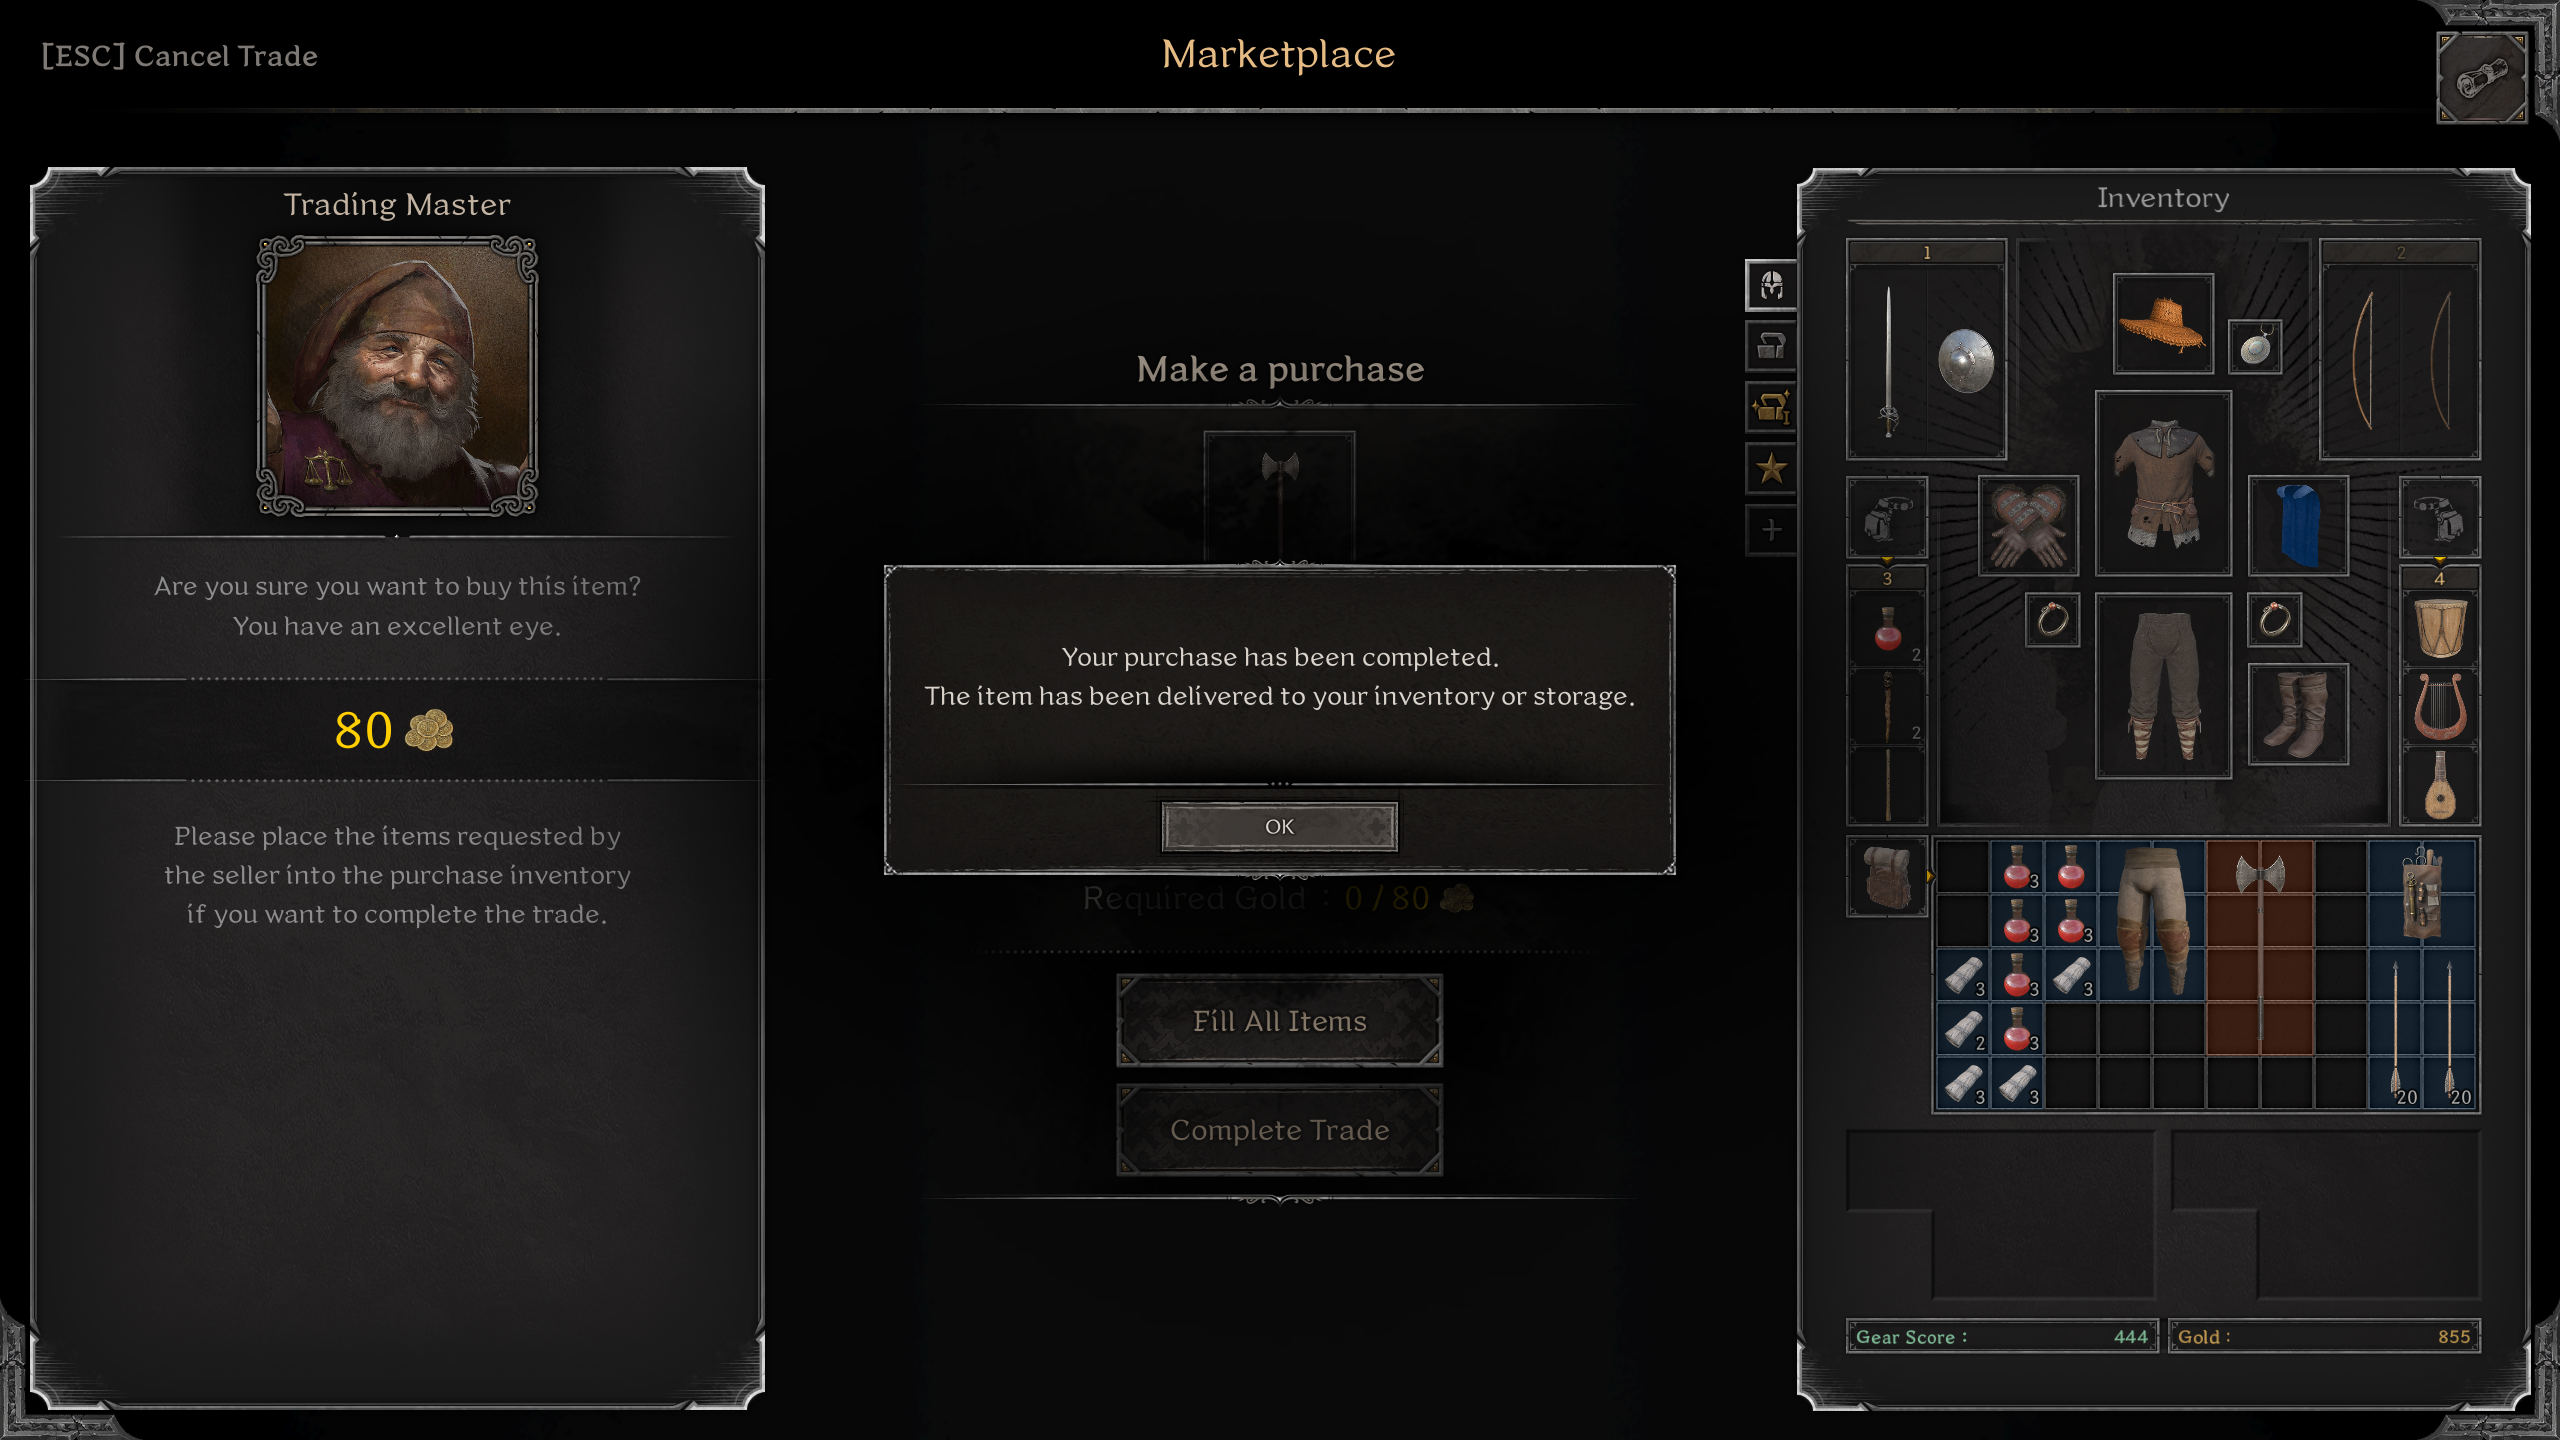 [ESC] Cancel Trade
Marketplace
Trading Master
Are you sure you want to buy this item?
You have an excellent eye.
80
Please place the items requested by
the seller into the purchase inventory
if you want to complete the trade.
Make a purchase
Your purchase has been completed.
The item has been delivered to your inventory or storage.
OK
Required Gold : 0 / 80
Fill All Items
Complete Trade
Inventory
1
2
3
4
2
2
3
3 3
3 3 3
2 3
3 3 20 20
Gear Score : 444
Gold : 855